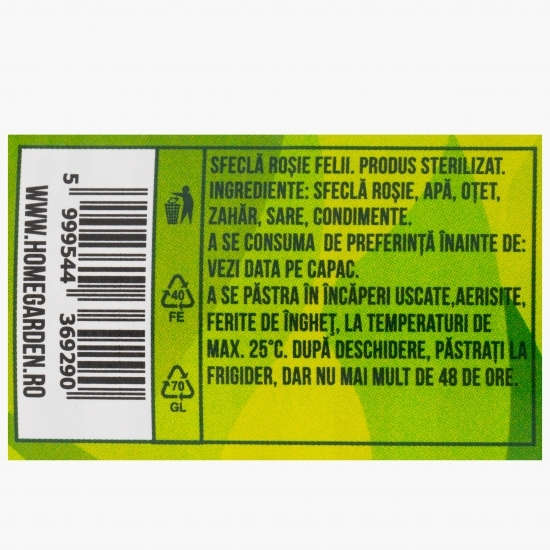 WWW.HOMEGARDEN.RO
5 999544 369290
40
FE
70
GL
SFECLĂ ROȘIE FELII. PRODUS STERILIZAT.
INGREDIENTE: SFECLĂ ROȘIE, APĂ, OȚET,
ZAHĂR, SARE, CONDIMENTE.
A SE CONSUMA DE PREFERINȚĂ ÎNAINTE DE:
VEZI DATA PE CAPAC.
A SE PĂSTRA ÎN ÎNCĂPERI USCATE,AERISITE,
FERITE DE ÎNGHEŢ, LA TEMPERATURI DE
MAX. 25°C. DUPĂ DESCHIDERE, PĂSTRAȚI LA
FRIGIDER, DAR NU MAI MULT DE 48 DE ORE.